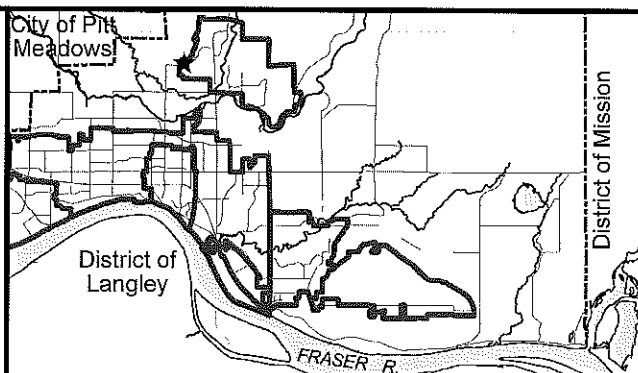 City of Pitt
Meadows
District of Mission
District of
Langley
FRASER R.